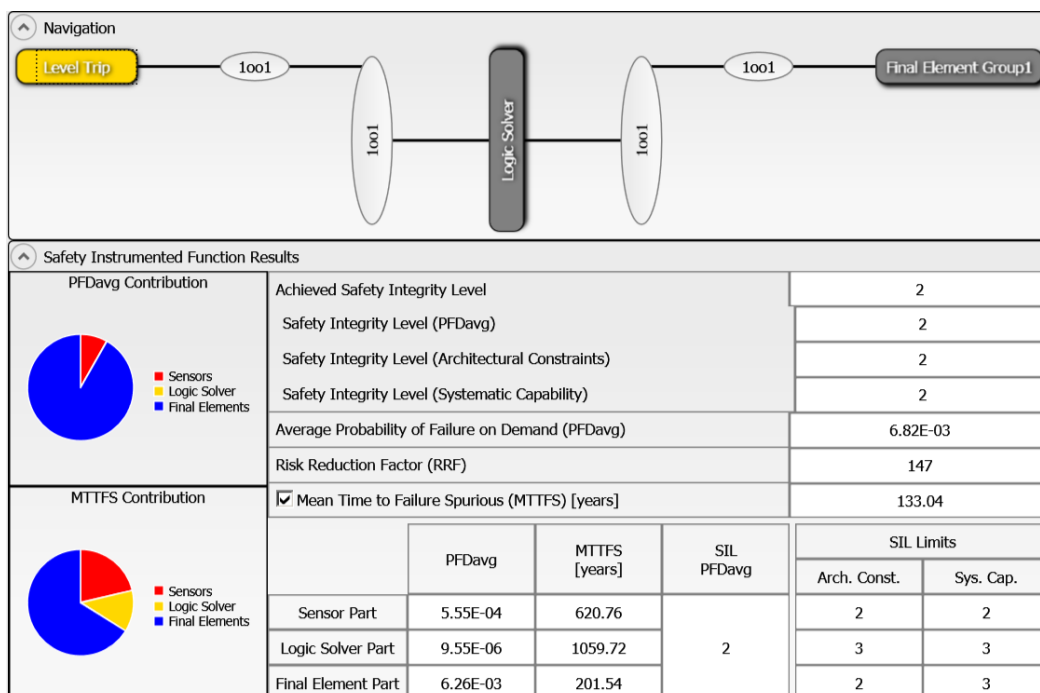 Navigation
Level Trip
1oo1
1oo1
Logic Solver
1oo1
1oo1
Final Element Group1
Safety Instrumented Function Results
PFDavg Contribution
Sensors
Logic Solver
Final Elements
MTTFS Contribution
Sensors
Logic Solver
Final Elements
Achieved Safety Integrity Level 2
Safety Integrity Level (PFDavg) 2
Safety Integrity Level (Architectural Constraints) 2
Safety Integrity Level (Systematic Capability) 2
Average Probability of Failure on Demand (PFDavg) 6.82E-03
Risk Reduction Factor (RRF) 147
Mean Time to Failure Spurious (MTTFS) [years] 133.04
PFDavg
MTTFS
[years]
SIL
PFDavg
SIL Limits
Arch. Const. Sys. Cap.
Sensor Part 5.55E-04 620.76 2 2
Logic Solver Part 9.55E-06 1059.72 2 3 3
Final Element Part 6.26E-03 201.54 2 3